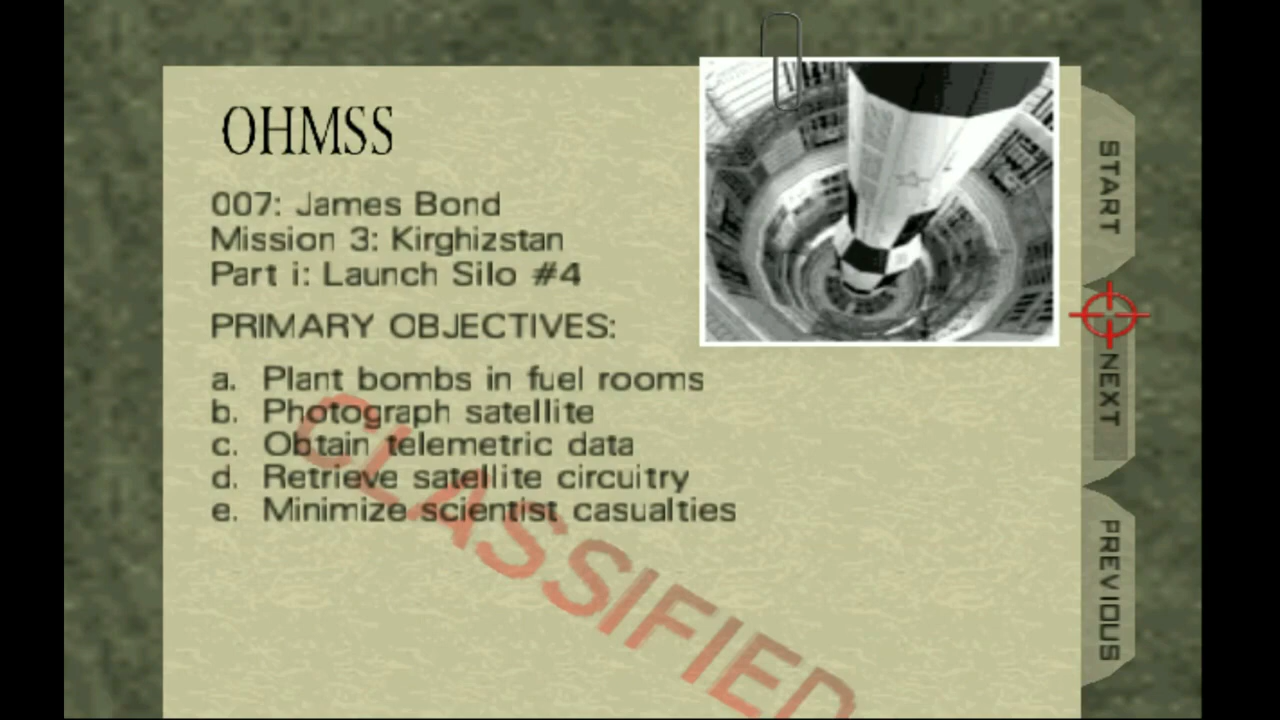 OHMSS
007: James Bond
Mission 3: Kirghizstan
Part i: Launch Silo #4
PRIMARY OBJECTIVES:
a. Plant bombs in fuel rooms
b. Photograph satellite
c. Obtain telemetric data
d. Retrieve satellite circuitry
e. Minimize scientist casualties
CLASSIFIED
START
NEXT
PREVIOUS